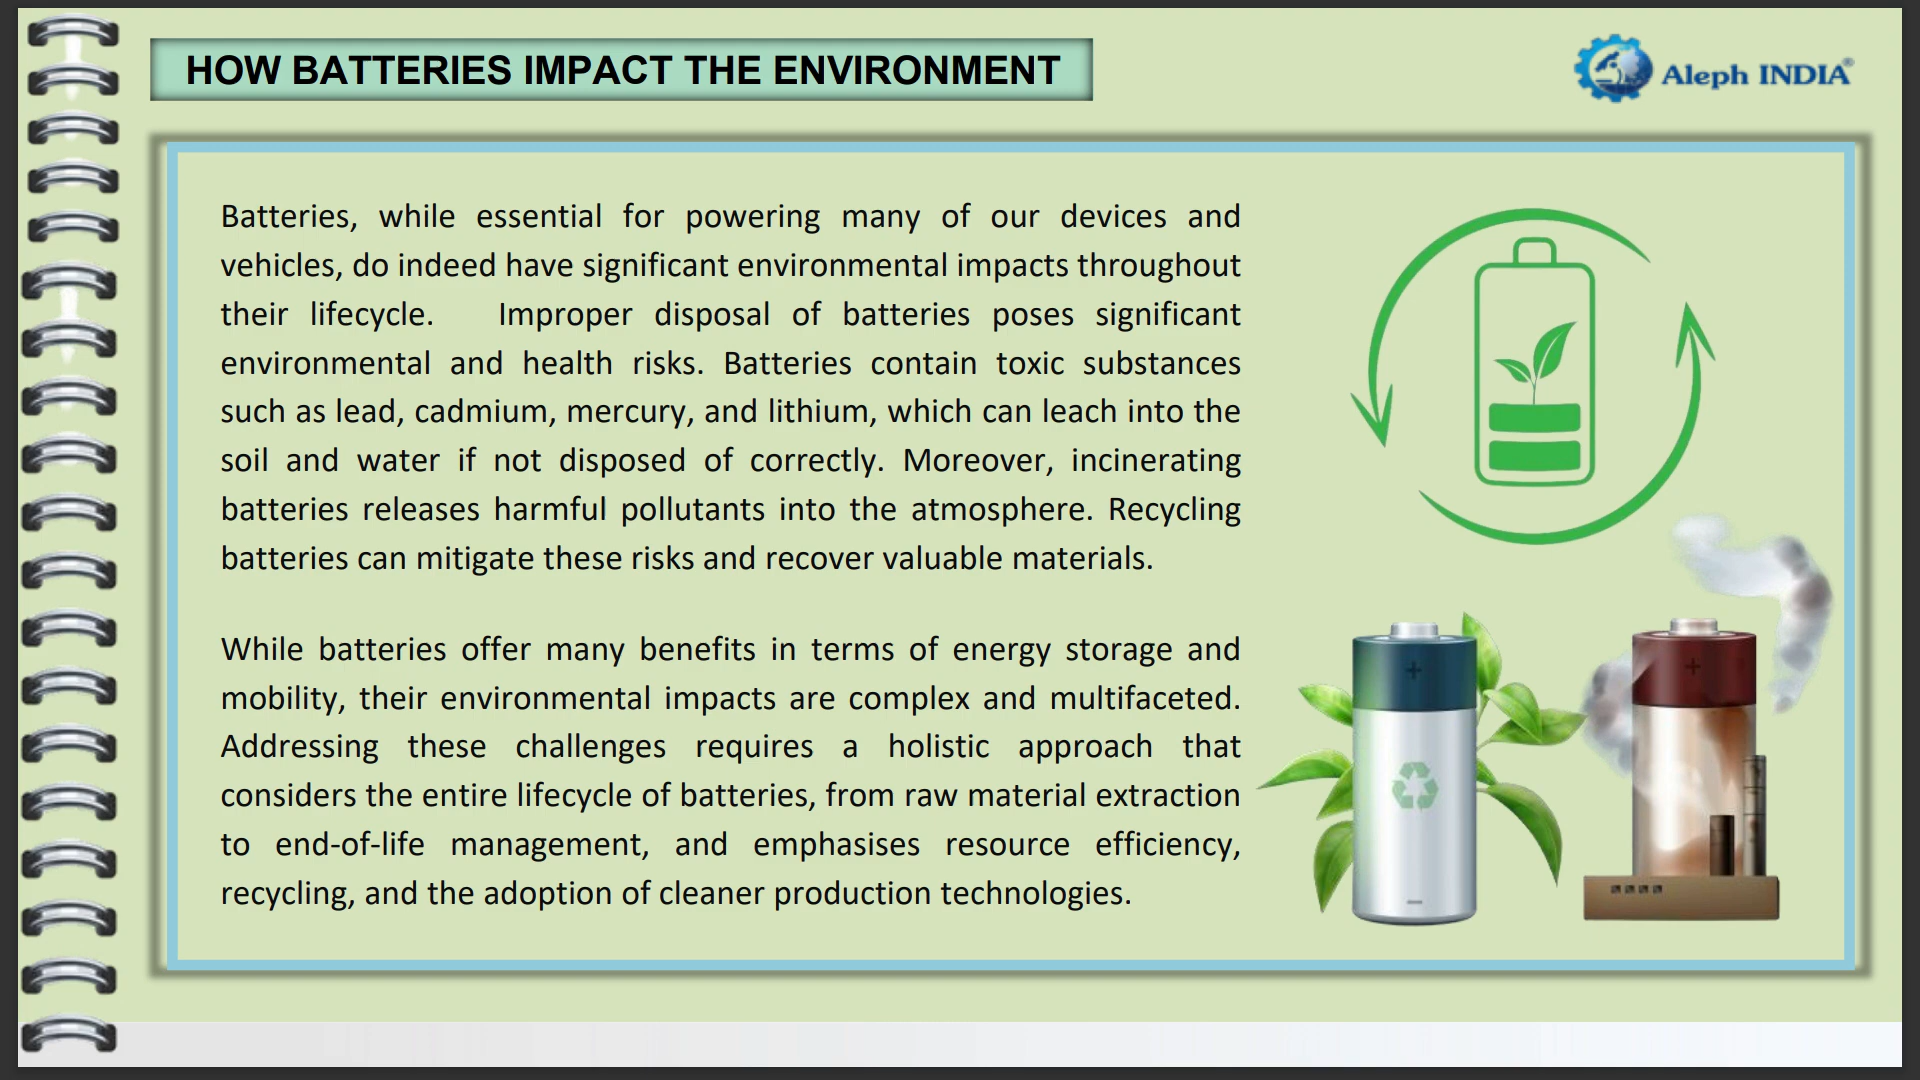 HOW BATTERIES IMPACT THE ENVIRONMENT
Aleph INDIA®
Batteries, while essential for powering many of our devices and
vehicles, do indeed have significant environmental impacts throughout
their lifecycle. Improper disposal of batteries poses significant
environmental and health risks. Batteries contain toxic substances
such as lead, cadmium, mercury, and lithium, which can leach into the
soil and water if not disposed of correctly. Moreover, incinerating
batteries releases harmful pollutants into the atmosphere. Recycling
batteries can mitigate these risks and recover valuable materials.
While batteries offer many benefits in terms of energy storage and
mobility, their environmental impacts are complex and multifaceted.
Addressing these challenges requires a holistic approach that
considers the entire lifecycle of batteries, from raw material extraction
to end-of-life management, and emphasises resource efficiency,
recycling, and the adoption of cleaner production technologies.